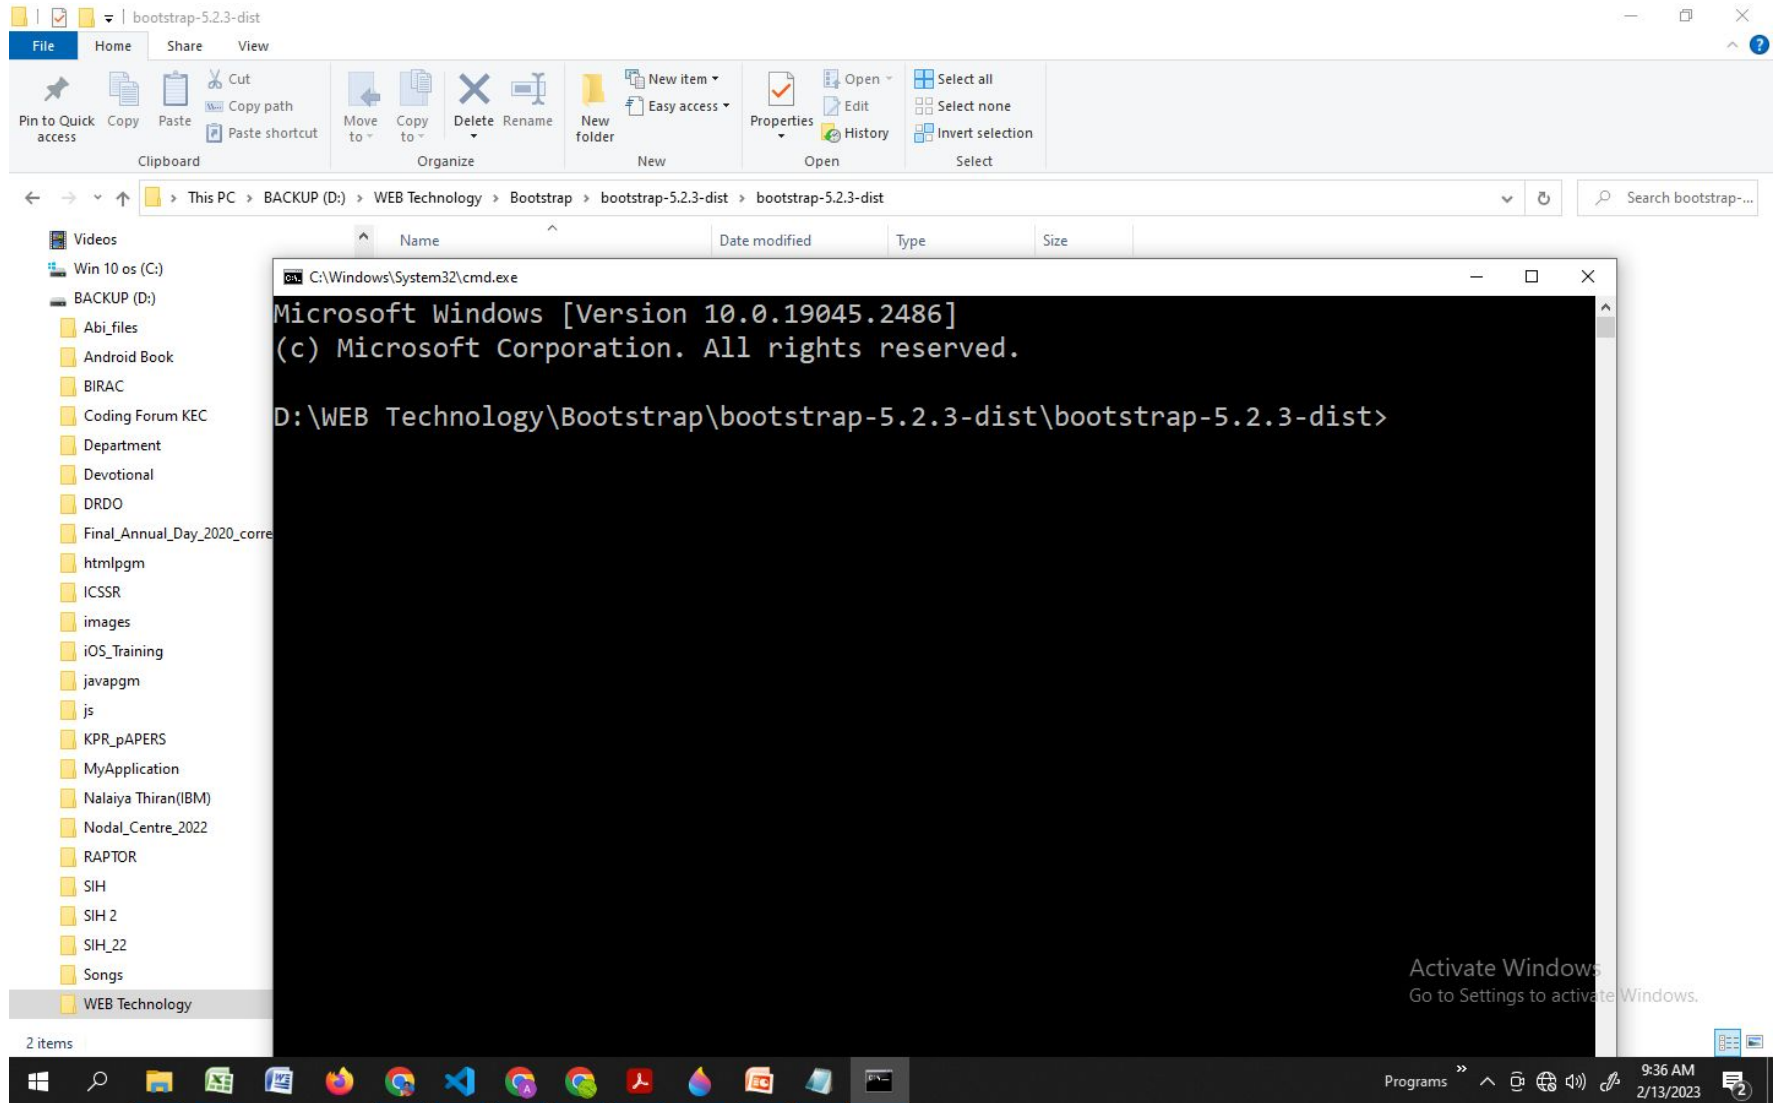 bootstrap-5.2.3-dist
File Home Share View
Pin to Quick access
Copy
Paste
Cut
Copy path
Paste shortcut
Clipboard
Move to
Copy to
Delete
Rename
Organize
New folder
New item
Easy access
New
Properties
Open
Edit
History
Open
Select all
Select none
Invert selection
Select
This PC > BACKUP (D:) > WEB Technology > Bootstrap > bootstrap-5.2.3-dist > bootstrap-5.2.3-dist
Search bootstrap-...
Name Date modified Type Size
Videos
Win 10 os (C:)
BACKUP (D:)
Abi_files
Android Book
BIRAC
Coding Forum KEC
Department
Devotional
DRDO
Final_Annual_Day_2020_corre
htmlpgm
ICSSR
images
iOS_Training
javapgm
js
KPR_pAPERS
MyApplication
Nalaiya Thiran(IBM)
Nodal_Centre_2022
RAPTOR
SIH
SIH 2
SIH_22
Songs
WEB Technology
2 items
C:\Windows\System32\cmd.exe
Microsoft Windows [Version 10.0.19045.2486]
(c) Microsoft Corporation. All rights reserved.
D:\WEB Technology\Bootstrap\bootstrap-5.2.3-dist\bootstrap-5.2.3-dist>
Activate Windows
Go to Settings to activate Windows.
Programs
9:36 AM
2/13/2023
2